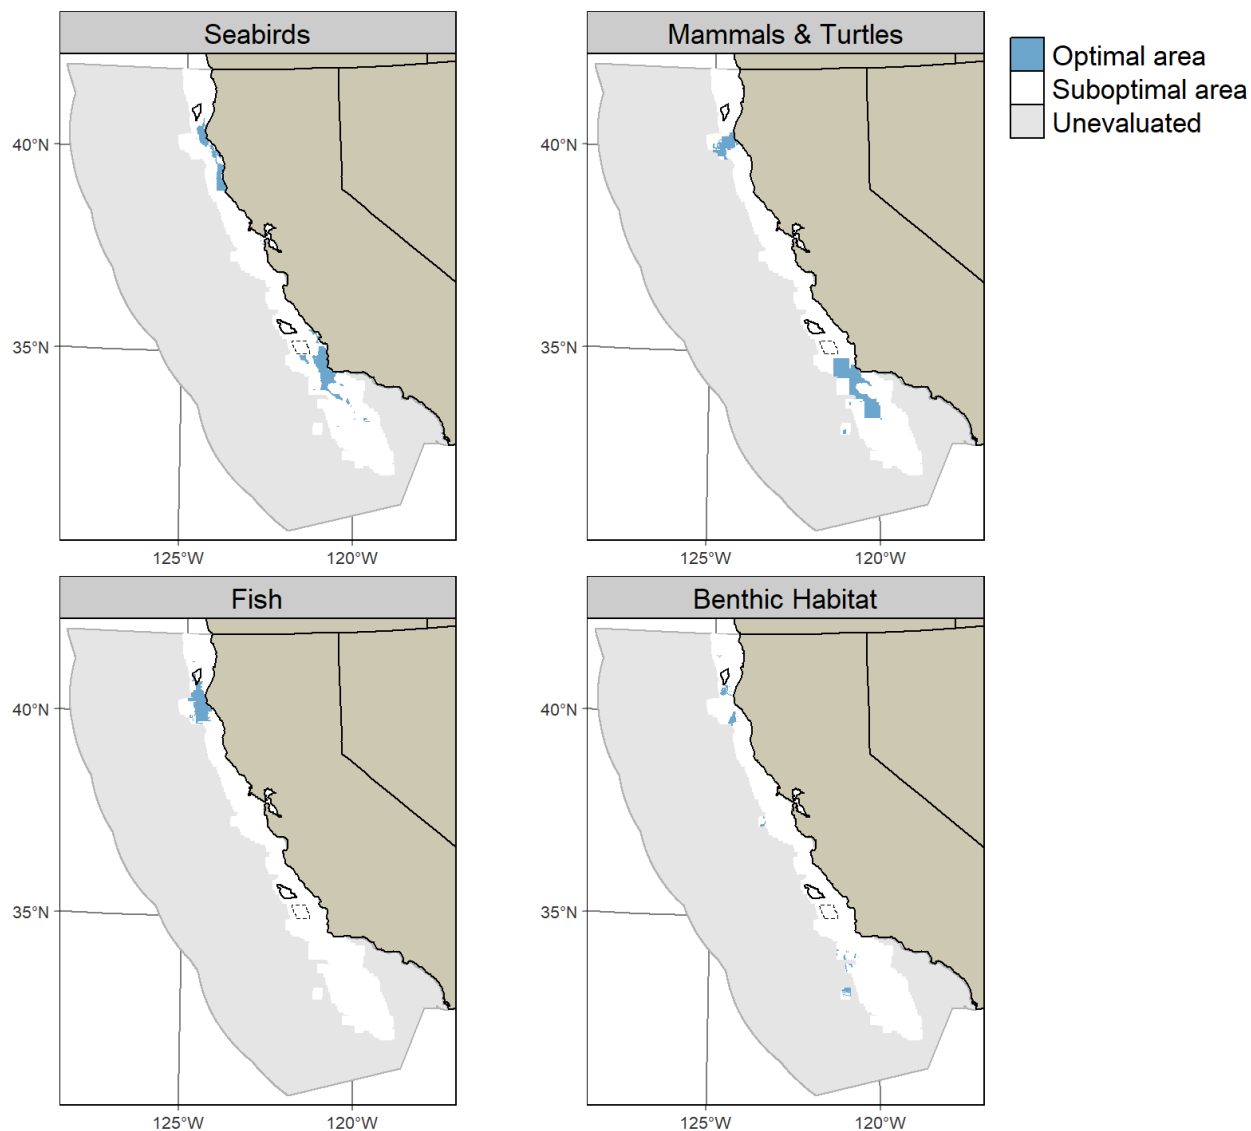 Seabirds
Mammals & Turtles
Optimal area
Suboptimal area
Unevaluated
40°N
35°N
125°W
120°W
40°N
35°N
125°W
120°W
Fish
Benthic Habitat
40°N
35°N
125°W
120°W
40°N
35°N
125°W
120°W